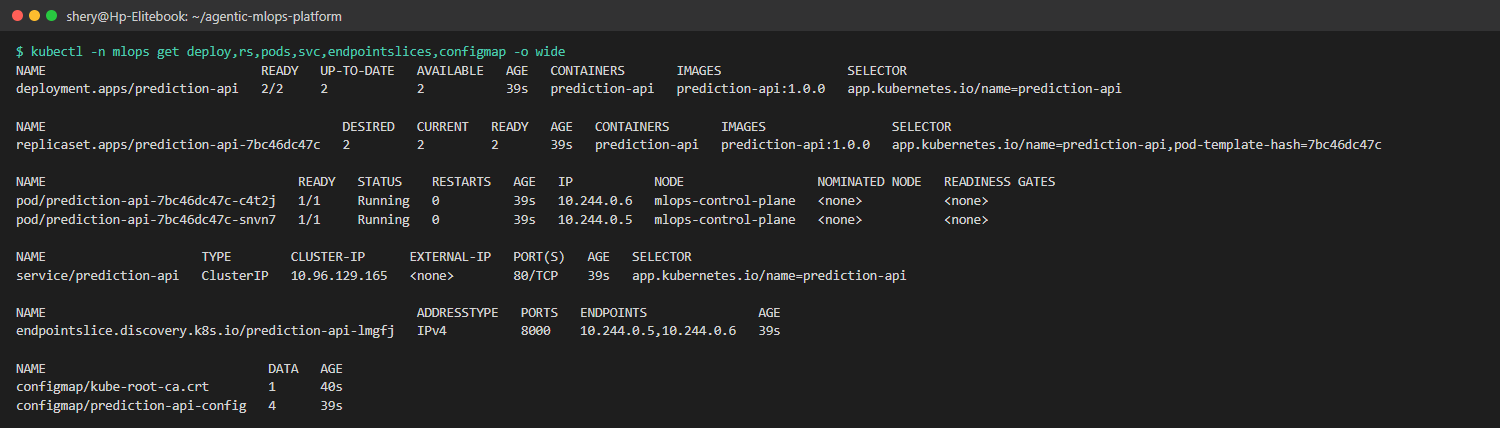 shery@Hp-Elitebook: ~/agentic-mlops-platform
$ kubectl -n mlops get deploy,rs,pods,svc,endpointslices,configmap -o wide
NAME READY UP-TO-DATE AVAILABLE AGE CONTAINERS IMAGES SELECTOR
deployment.apps/prediction-api 2/2 2 2 39s prediction-api prediction-api:1.0.0 app.kubernetes.io/name=prediction-api
NAME DESIRED CURRENT READY AGE CONTAINERS IMAGES SELECTOR
replicaset.apps/prediction-api-7bc46dc47c 2 2 2 39s prediction-api prediction-api:1.0.0 app.kubernetes.io/name=prediction-api,pod-template-hash=7bc46dc47c
NAME READY STATUS RESTARTS AGE IP NODE NOMINATED NODE READINESS GATES
pod/prediction-api-7bc46dc47c-c4t2j 1/1 Running 0 39s 10.244.0.6 mlops-control-plane <none> <none>
pod/prediction-api-7bc46dc47c-snvn7 1/1 Running 0 39s 10.244.0.5 mlops-control-plane <none> <none>
NAME TYPE CLUSTER-IP EXTERNAL-IP PORT(S) AGE SELECTOR
service/prediction-api ClusterIP 10.96.129.165 <none> 80/TCP 39s app.kubernetes.io/name=prediction-api
NAME ADDRESSTYPE PORTS ENDPOINTS AGE
endpointslice.discovery.k8s.io/prediction-api-lmgfj IPv4 8000 10.244.0.5,10.244.0.6 39s
NAME DATA AGE
configmap/kube-root-ca.crt 1 40s
configmap/prediction-api-config 4 39s